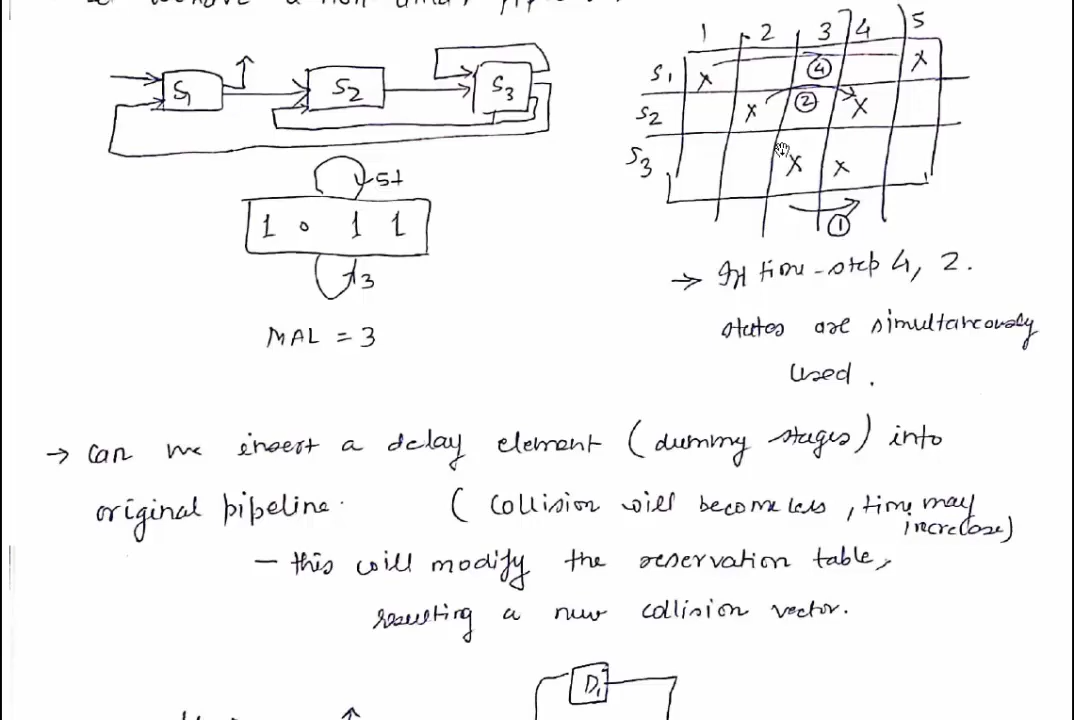 1 2 3 4 5
S1 S2 S3
S1 x ④ x
S2 x ② x
S3 x x
①
5+
1 0 1 1
3
MAL = 3
→ In time-step 4, 2.
states are simultaneously
used.
→ Can we insert a delay element (dummy stages) into
original pipeline. ( Collision will become less, time may
increase)
— this will modify the reservation table,
resulting a new collision vector.
D1